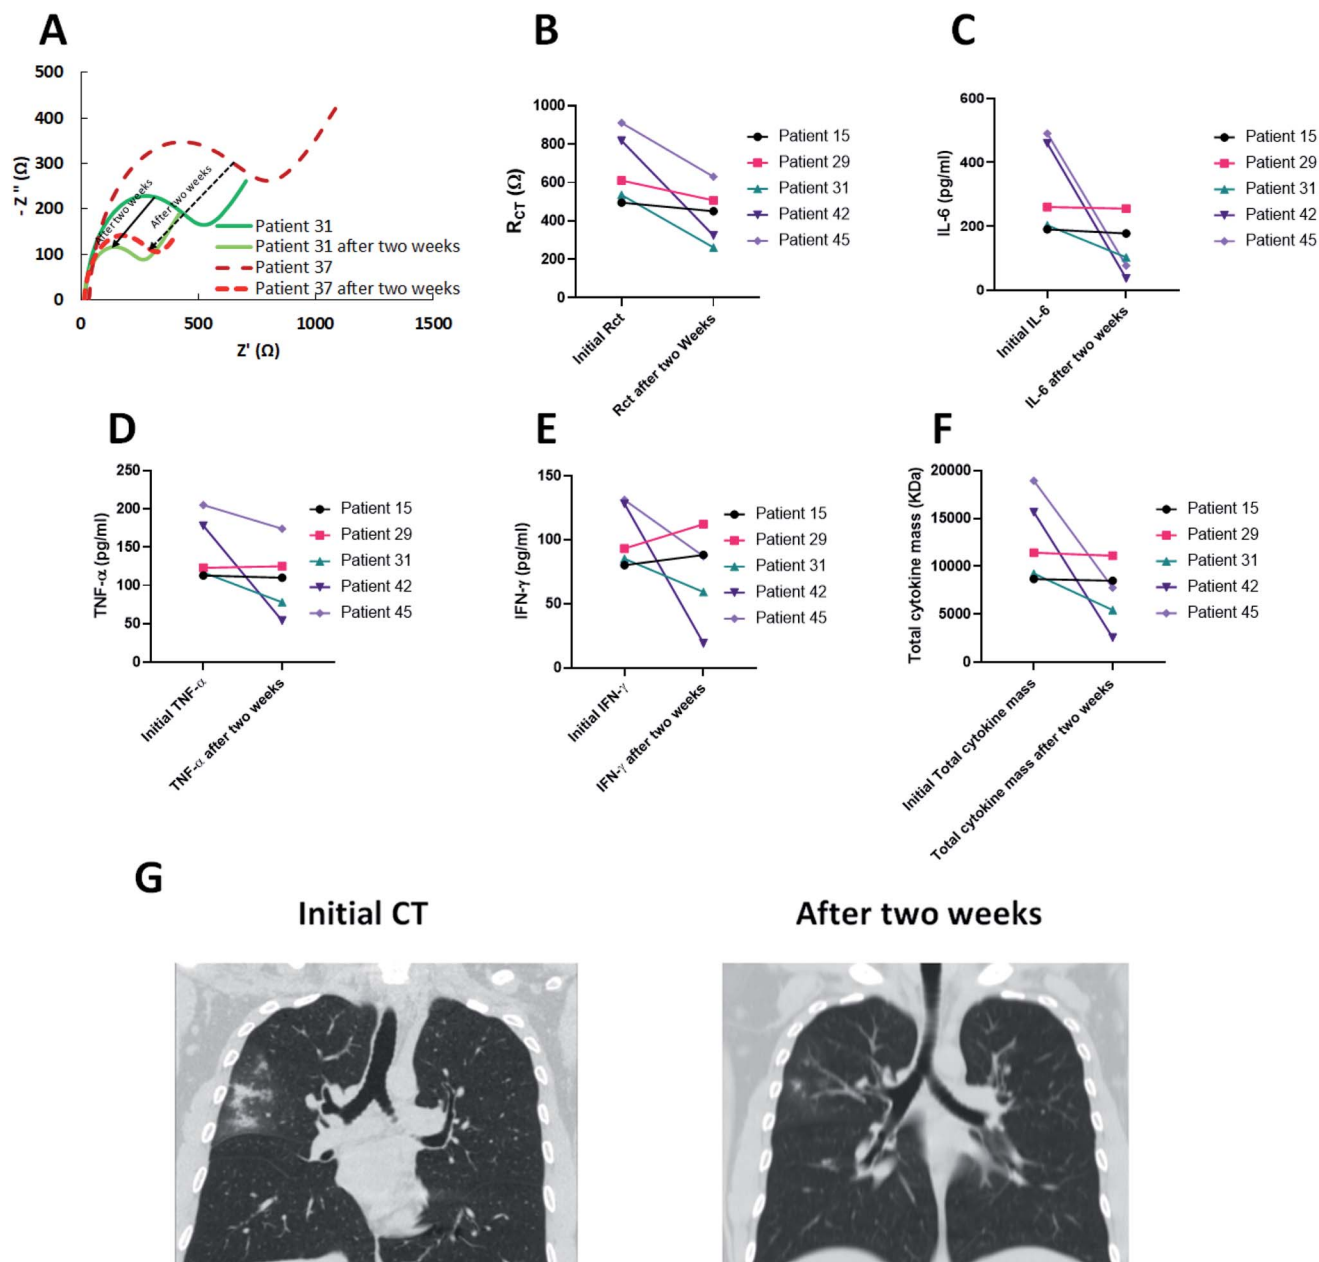 A
500
400
300
200
100
0
- Z'' (Ω)
0
500
1000
1500
Z' (Ω)
After two weeks
After two weeks
Patient 31
Patient 31 after two weeks
Patient 37
Patient 37 after two weeks
B
1000
800
600
400
200
0
RCT (Ω)
Initial Rct
Rct after two Weeks
Patient 15
Patient 29
Patient 31
Patient 42
Patient 45
C
600
400
200
0
IL-6 (pg/ml)
Initial IL-6
IL-6 after two weeks
Patient 15
Patient 29
Patient 31
Patient 42
Patient 45
D
250
200
150
100
50
0
TNF-α (pg/ml)
Initial TNF-α
TNF-α after two weeks
Patient 15
Patient 29
Patient 31
Patient 42
Patient 45
E
150
100
50
0
IFN-γ (pg/ml)
Initial IFN-γ
IFN-γ after two weeks
Patient 15
Patient 29
Patient 31
Patient 42
Patient 45
F
20000
15000
10000
5000
0
Total cytokine mass (KDa)
Initial Total cytokine mass
Total cytokine mass after two weeks
Patient 15
Patient 29
Patient 31
Patient 42
Patient 45
G
Initial CT
After two weeks